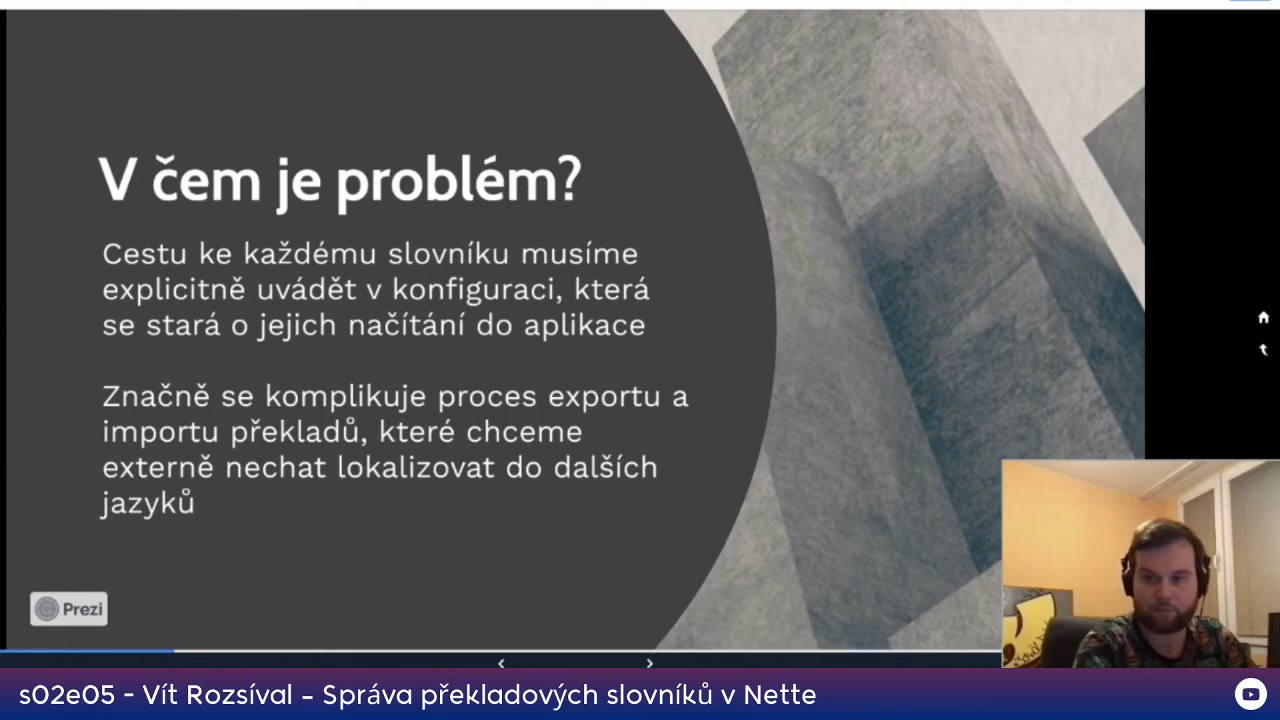 V čem je problém?
Cestu ke každému slovníku musíme
explicitně uvádět v konfiguraci, která
se stará o jejich načítání do aplikace
Značně se komplikuje proces exportu a
importu překladů, které chceme
externě nechat lokalizovat do dalších
jazyků
Prezi
s02e05 - Vít Rozsíval - Správa překladových slovníků v Nette